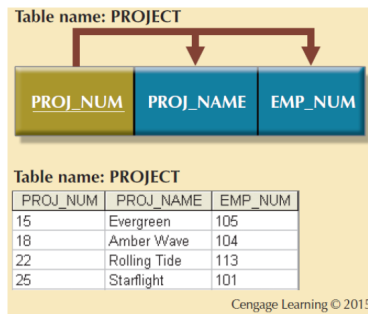 Table name: PROJECT
PROJ_NUM PROJ_NAME EMP_NUM
Table name: PROJECT
PROJ_NUM PROJ_NAME EMP_NUM
15 Evergreen 105
18 Amber Wave 104
22 Rolling Tide 113
25 Starflight 101
Cengage Learning © 2015